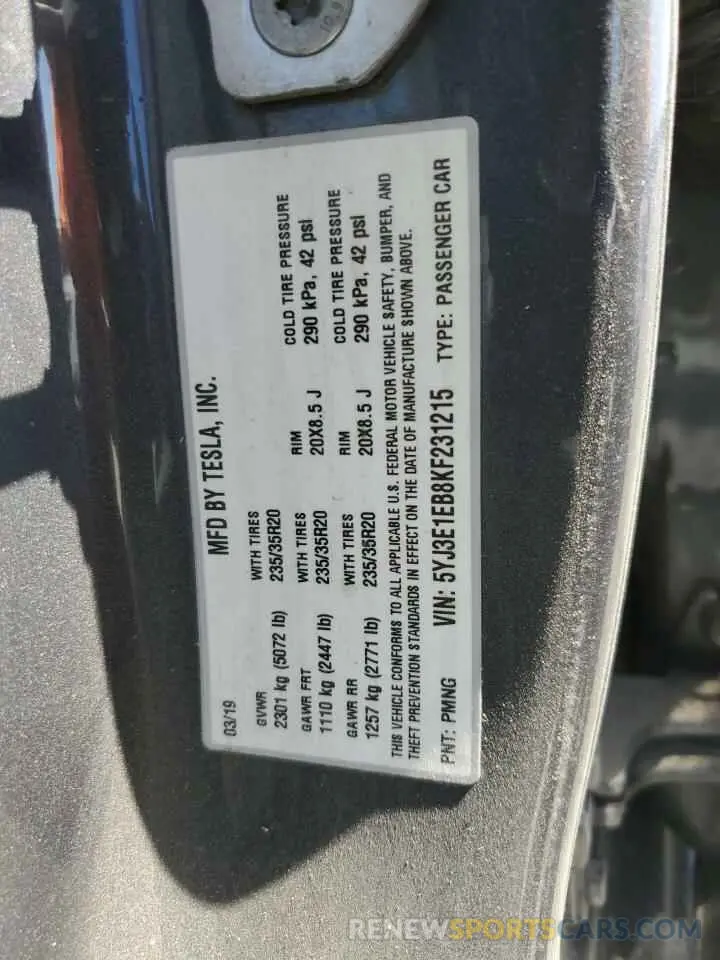 MFD BY TESLA, INC.
03/19
GVWR WITH TIRES
2301 kg (5072 lb) 235/35R20
GAWR FRT WITH TIRES RIM COLD TIRE PRESSURE
1110 kg (2447 lb) 235/35R20 20X8.5 J 290 kPa, 42 psi
GAWR RR WITH TIRES RIM COLD TIRE PRESSURE
1257 kg (2771 lb) 235/35R20 20X8.5 J 290 kPa, 42 psi
THIS VEHICLE CONFORMS TO ALL APPLICABLE U.S. FEDERAL MOTOR VEHICLE SAFETY, BUMPER, AND
THEFT PREVENTION STANDARDS IN EFFECT ON THE DATE OF MANUFACTURE SHOWN ABOVE.
PNT: PMNG VIN: 5YJ3E1EB8KF231215 TYPE: PASSENGER CAR
RENEWSPORTSCARS.COM